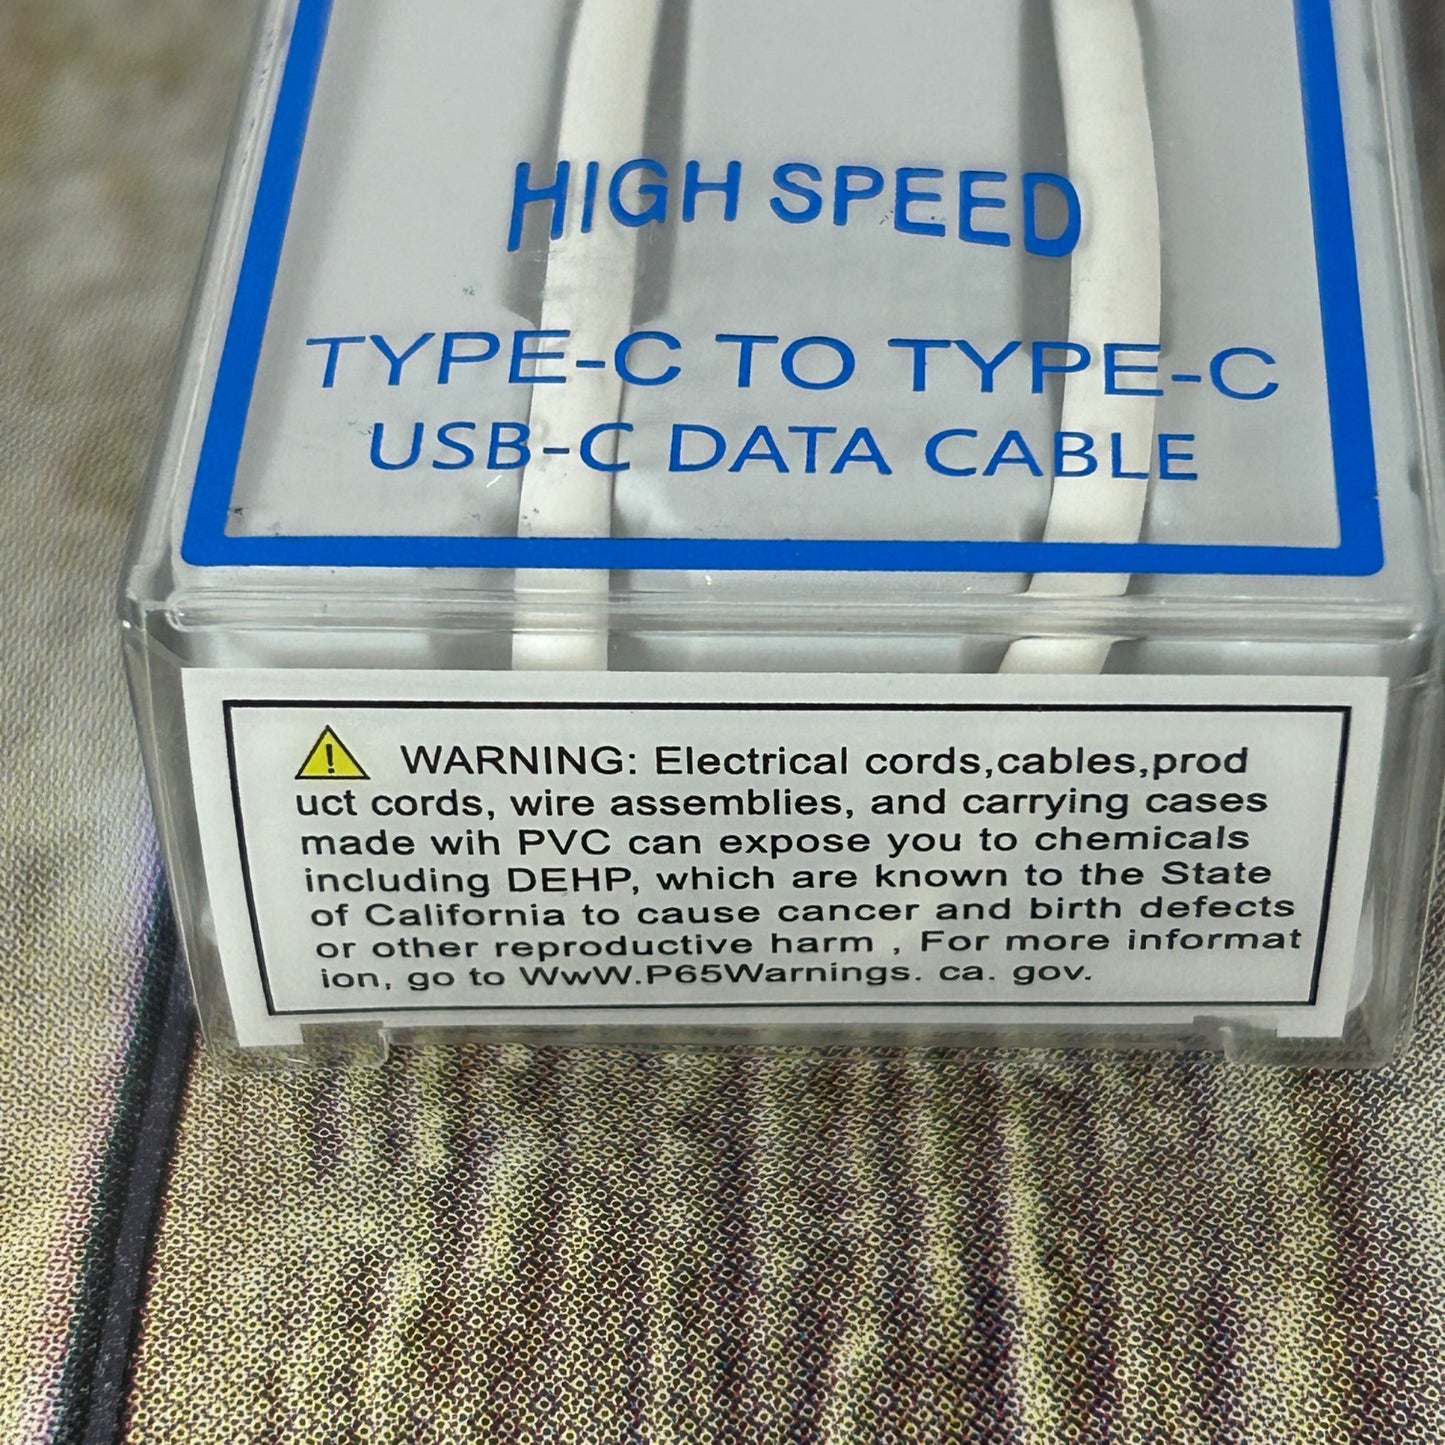 HIGH SPEED
TYPE-C TO TYPE-C
USB-C DATA CABLE
WARNING: Electrical cords,cables,prod
uct cords, wire assemblies, and carrying cases
made wih PVC can expose you to chemicals
including DEHP, which are known to the State
of California to cause cancer and birth defects
or other reproductive harm , For more informat
ion, go to WwW.P65Warnings. ca. gov.